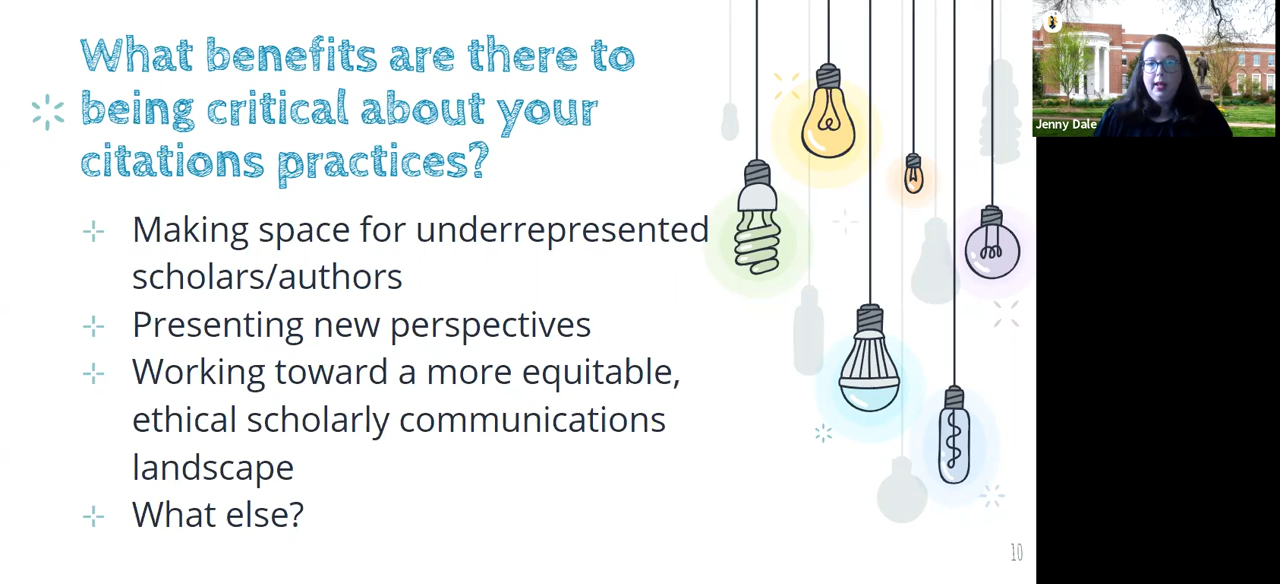 What benefits are there to
being critical about your
citations practices?
Making space for underrepresented
scholars/authors
Presenting new perspectives
Working toward a more equitable,
ethical scholarly communications
landscape
What else?
10
Jenny Dale